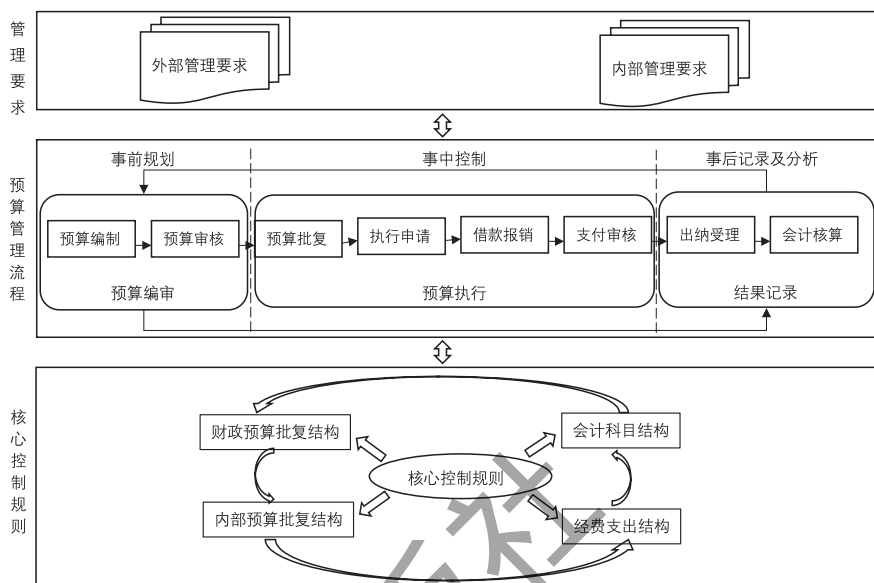 管理要求
外部管理要求
内部管理要求
预算管理流程
事前规划
事中控制
事后记录及分析
预算编制
预算审核
预算批复
执行申请
借款报销
支付审核
出纳受理
会计核算
预算编审
预算执行
结果记录
核心控制规则
财政预算批复结构
会计科目结构
核心控制规则
内部预算批复结构
经费支出结构
社